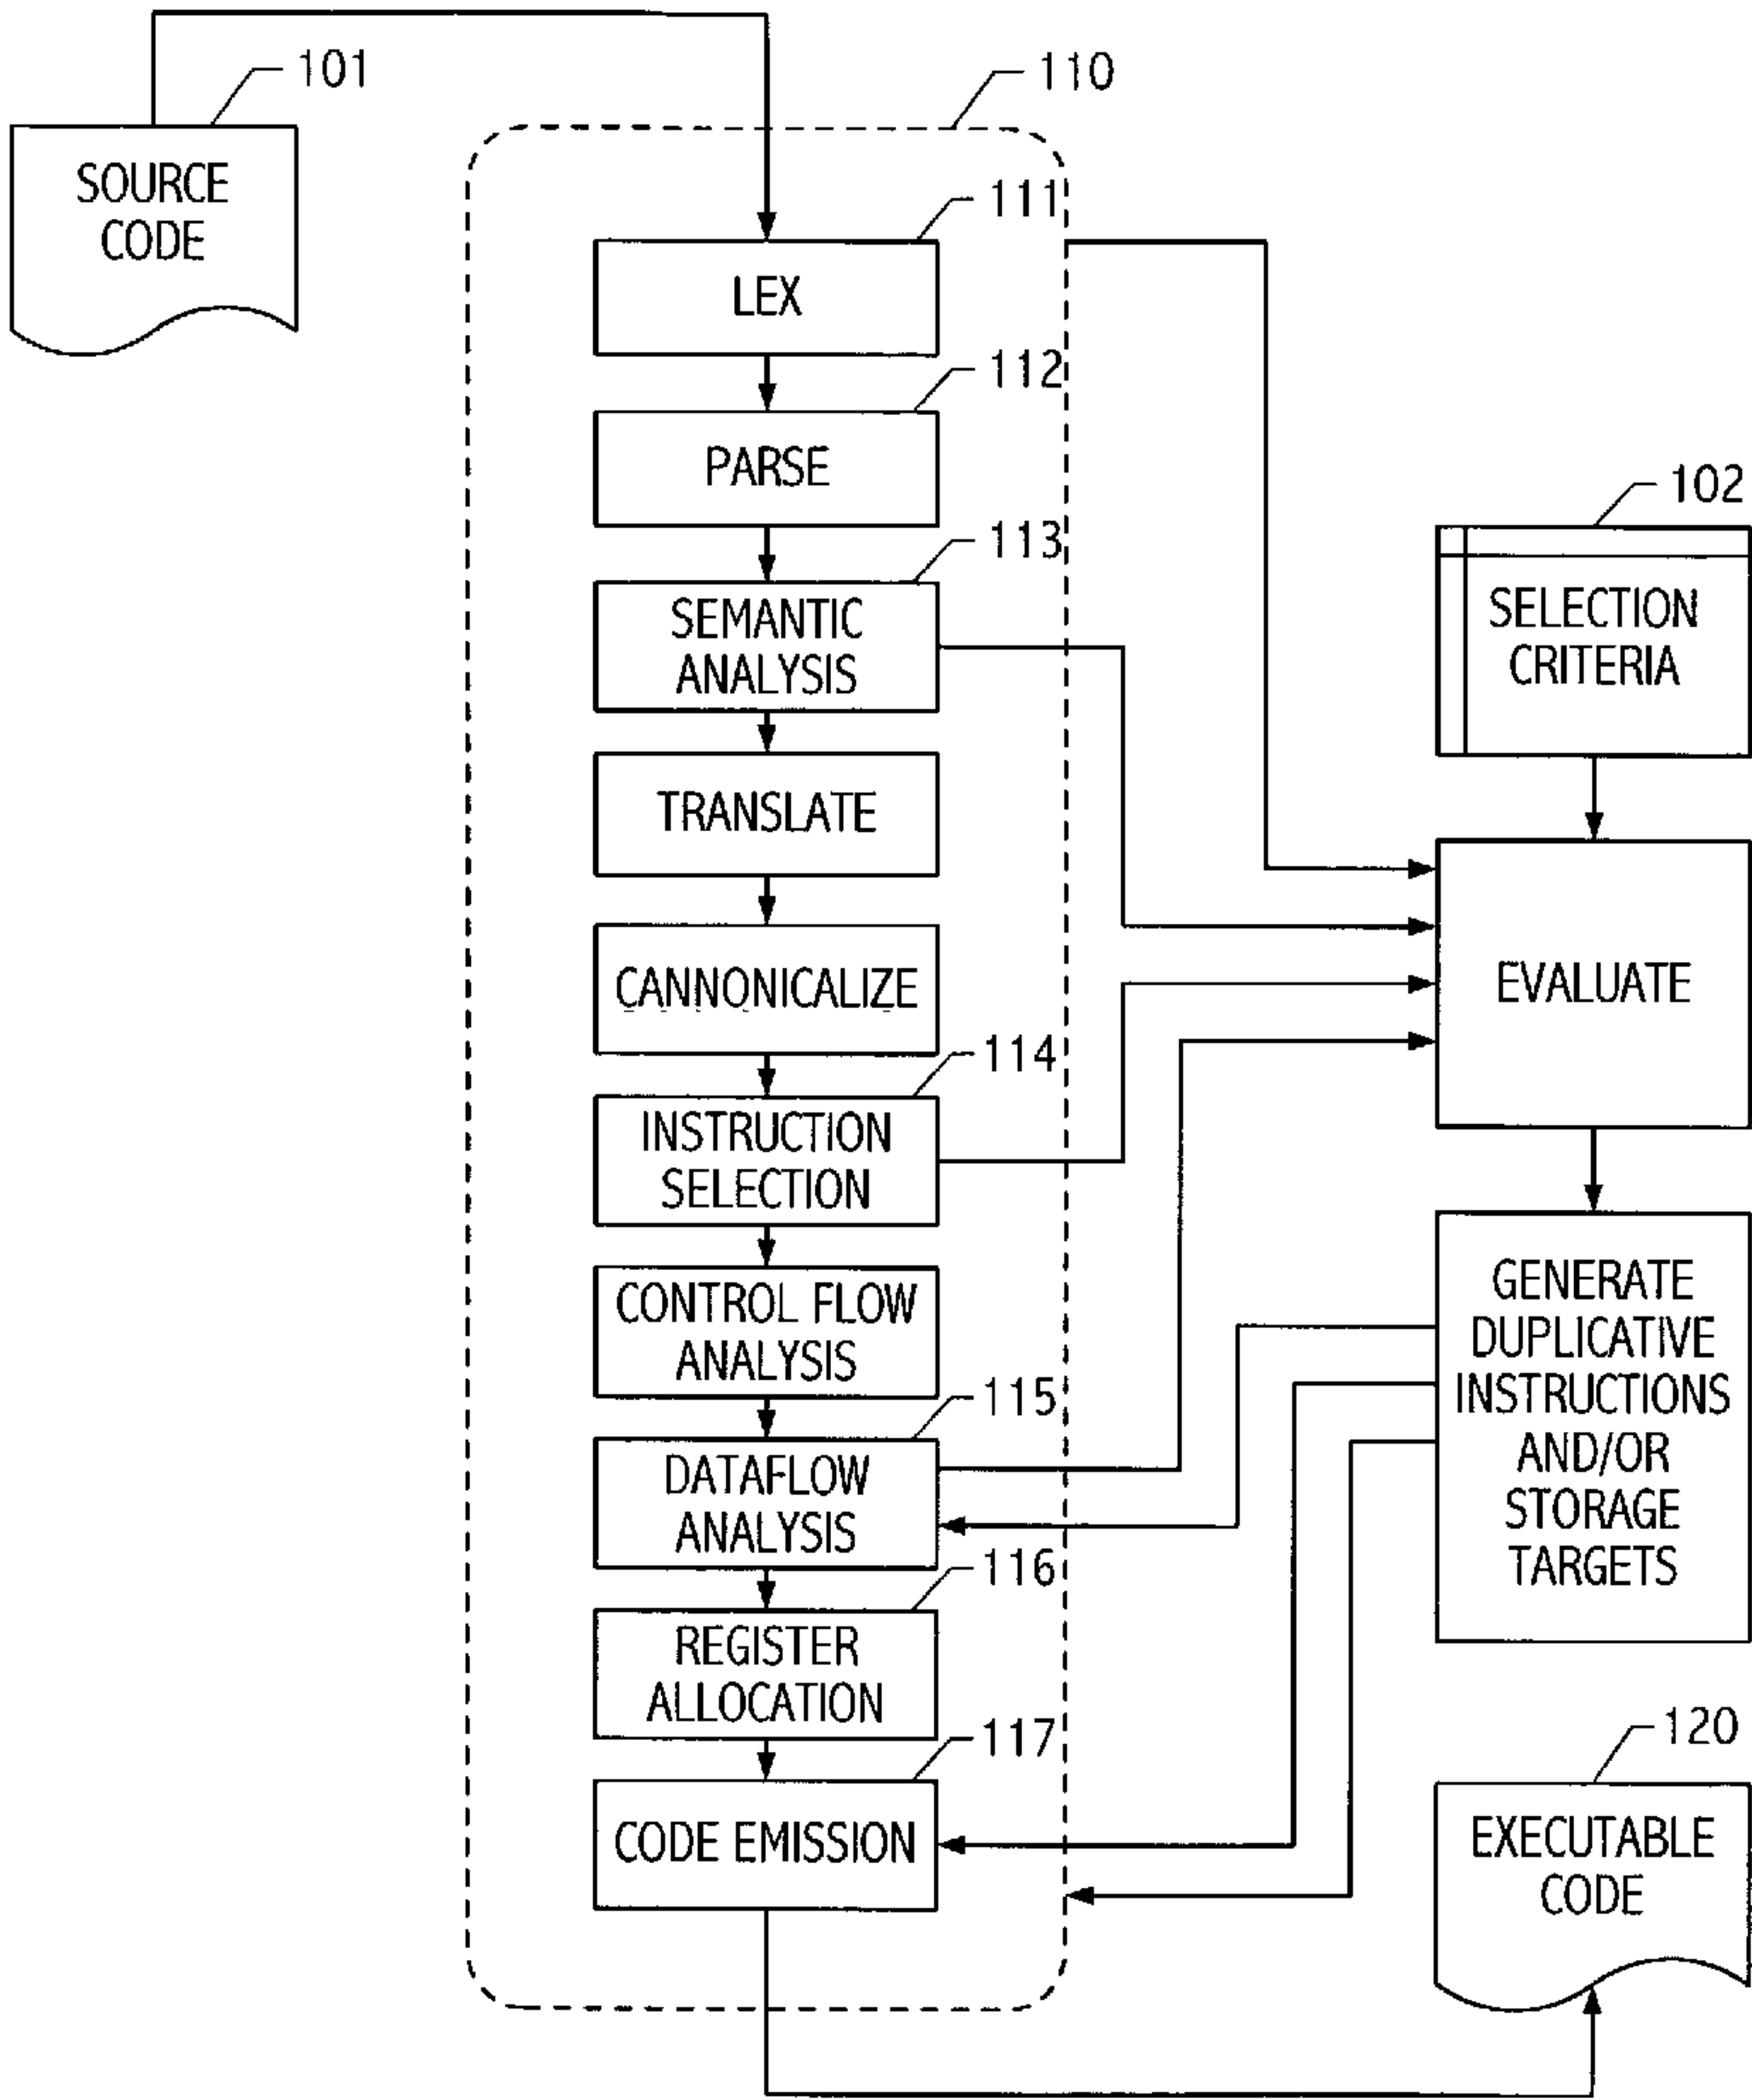 101
SOURCE
CODE
110
111
LEX
112
PARSE
113
SEMANTIC
ANALYSIS
TRANSLATE
CANNONICALIZE
114
INSTRUCTION
SELECTION
CONTROL FLOW
ANALYSIS
115
DATAFLOW
ANALYSIS
116
REGISTER
ALLOCATION
117
CODE EMISSION
102
SELECTION
CRITERIA
EVALUATE
GENERATE
DUPLICATIVE
INSTRUCTIONS
AND/OR
STORAGE
TARGETS
120
EXECUTABLE
CODE